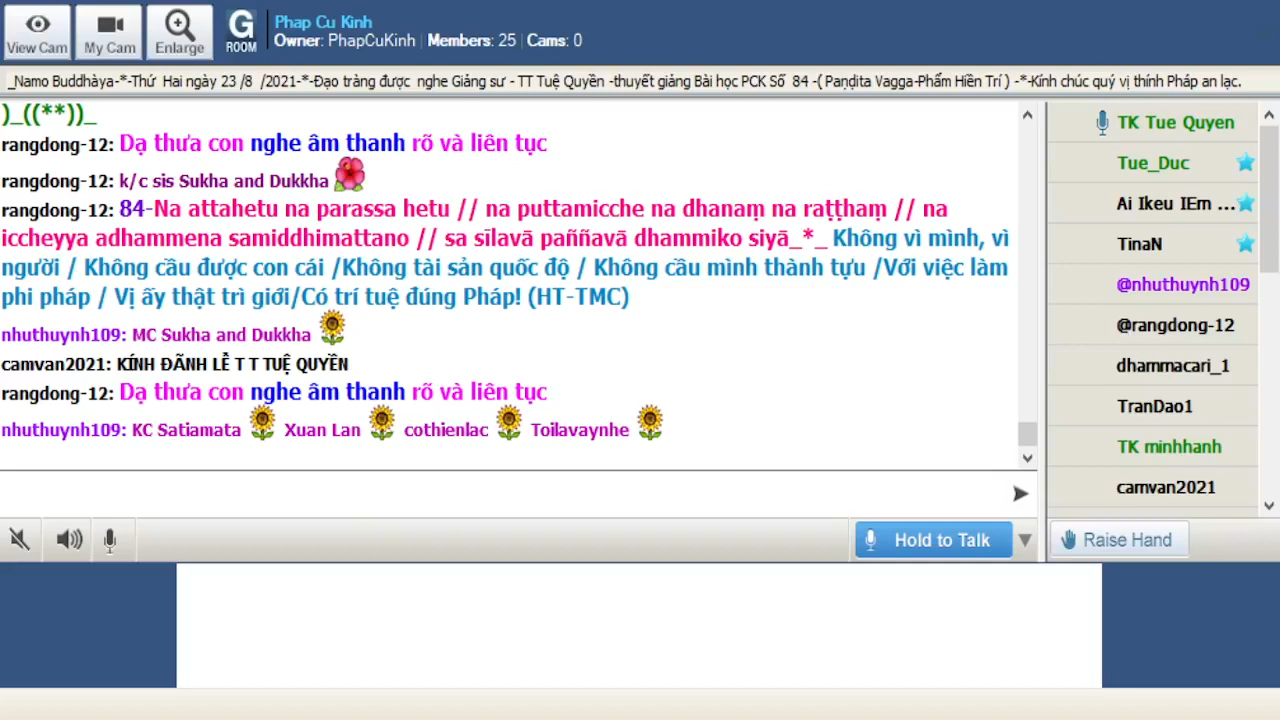 View Cam
My Cam
Enlarge
G
ROOM
Phap Cu Kinh
Owner: PhapCuKinh | Members: 25 | Cams: 0
_Namo Buddhàya-*-Thứ Hai ngày 23 /8 /2021-*-Đạo tràng được nghe Giảng sư - TT Tuệ Quyền -thuyết giảng Bài học PCK Số 84 -( Paṇḍita Vagga-Phẩm Hiền Trí ) -*-Kính chúc quý vị thính Pháp an lạc.
)_((**))_
rangdong-12: Dạ thưa con nghe âm thanh rõ và liên tục
rangdong-12: k/c sis Sukha and Dukkha
rangdong-12: 84-Na attahetu na parassa hetu // na puttamicche na dhanaṃ na raṭṭhaṃ // na
iccheyya adhammena samiddhimattano // sa sīlavā paññavā dhammiko siyā_*_ Không vì mình, vì
người / Không cầu được con cái /Không tài sản quốc độ / Không cầu mình thành tựu /Với việc làm
phi pháp / Vị ấy thật trì giới/Có trí tuệ đúng Pháp! (HT-TMC)
nhuthuynh109: MC Sukha and Dukkha
camvan2021: KÍNH ĐÃNH LỄ T T TUỆ QUYỀN
rangdong-12: Dạ thưa con nghe âm thanh rõ và liên tục
nhuthuynh109: KC Satiamata Xuan Lan cothienlac Toilavaynhe
Hold to Talk
TK Tue Quyen
Tue_Duc
Ai Ikeu IEm ...
TinaN
@nhuthuynh109
@rangdong-12
dhammacari_1
TranDao1
TK minhhanh
camvan2021
Raise Hand